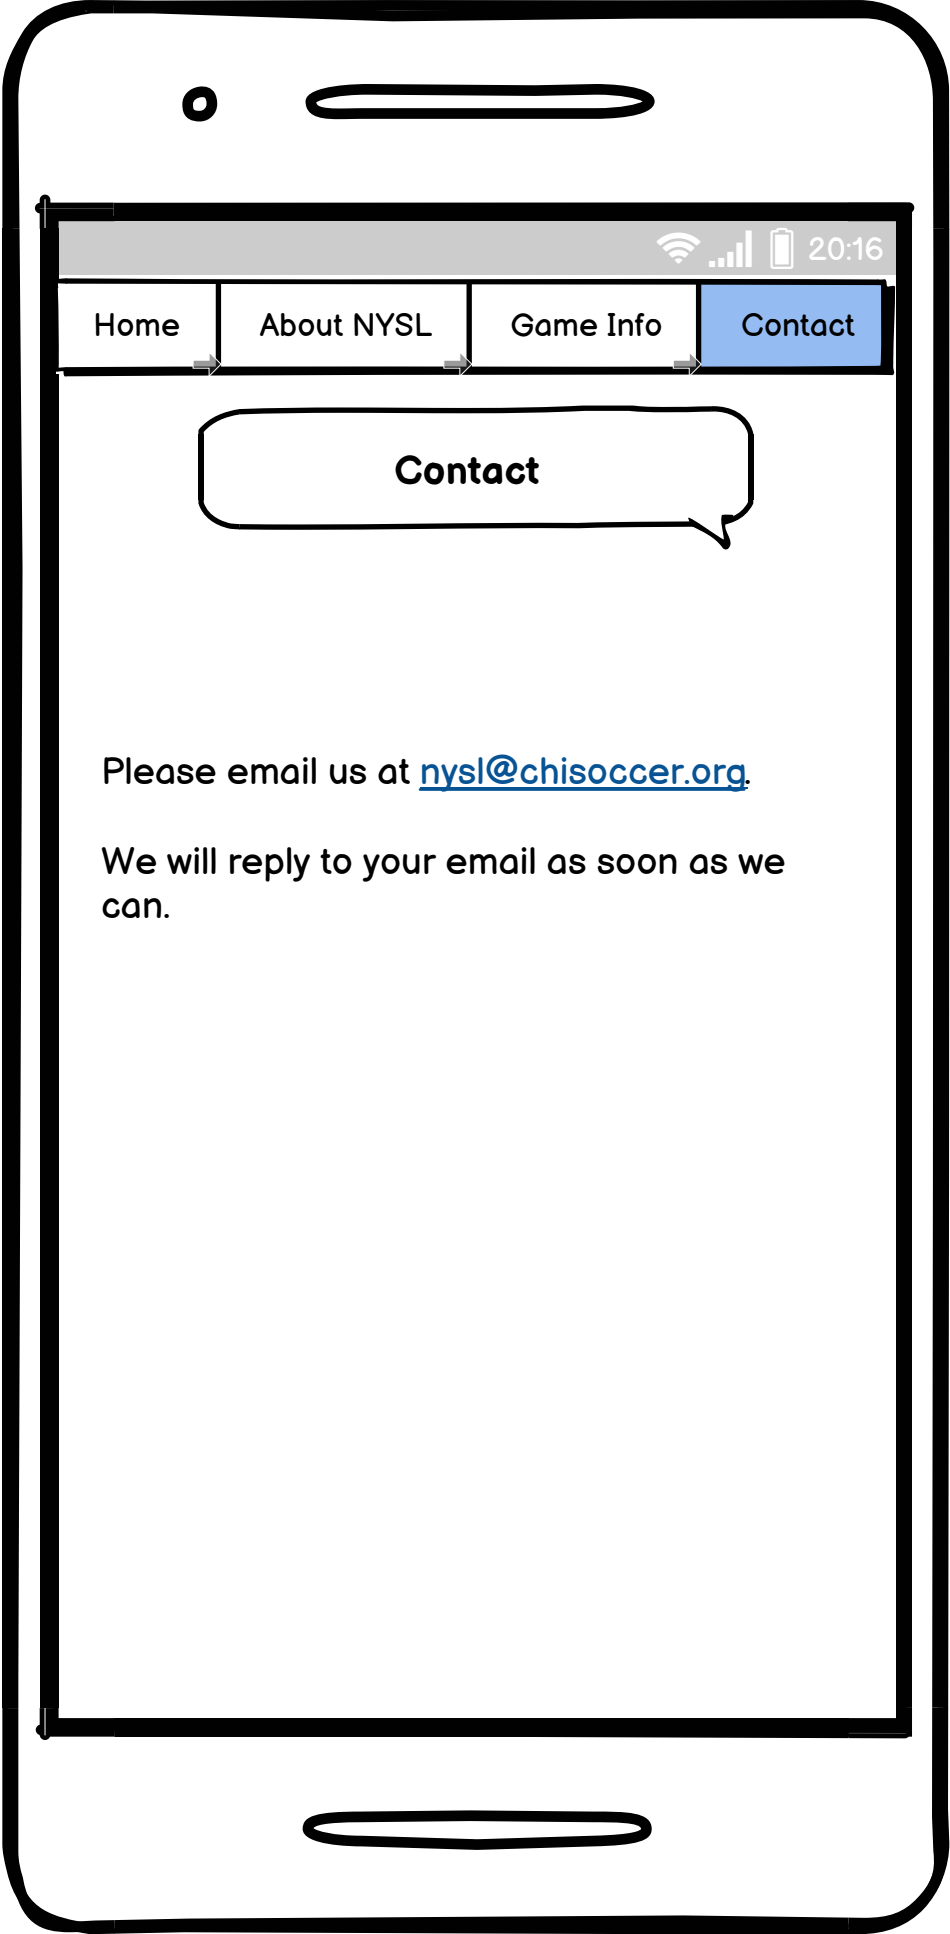 20:16
Home About NYSL Game Info Contact
Contact
Please email us at nysl@chisoccer.org.
We will reply to your email as soon as we
can.